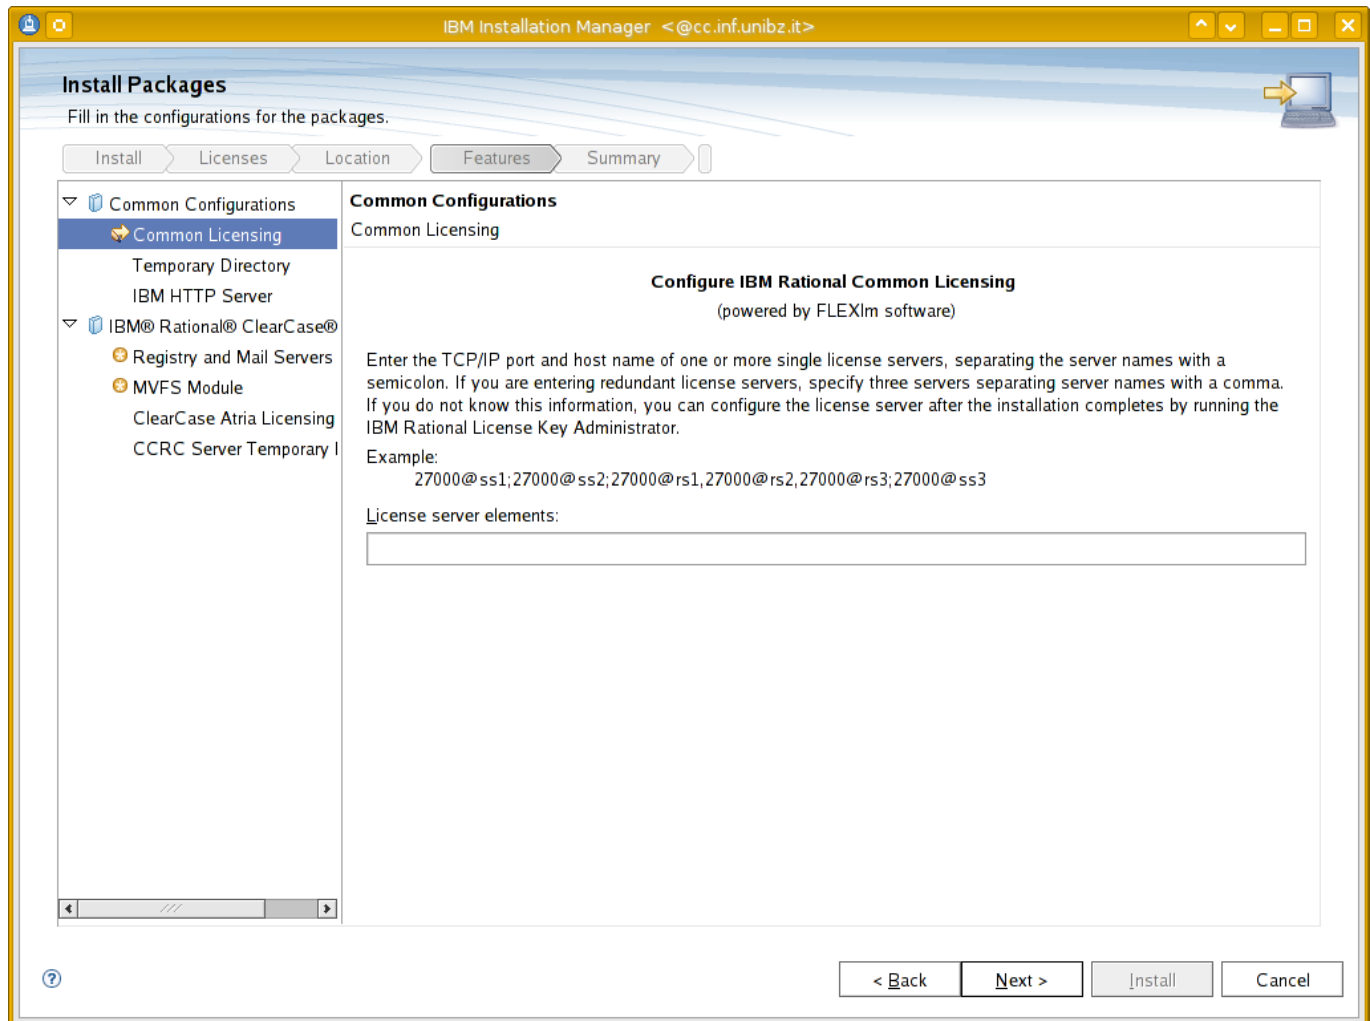 IBM Installation Manager <@cc.inf.unibz.it>
Install Packages
Fill in the configurations for the packages.
Install Licenses Location Features Summary
Common Configurations
Common Licensing
Temporary Directory
IBM HTTP Server
IBM® Rational® ClearCase®
Registry and Mail Servers
MVFS Module
ClearCase Atria Licensing
CCRC Server Temporary
Common Configurations
Common Licensing
Configure IBM Rational Common Licensing
(powered by FLEXlm software)
Enter the TCP/IP port and host name of one or more single license servers, separating the server names with a
semicolon. If you are entering redundant license servers, specify three servers separating server names with a comma.
If you do not know this information, you can configure the license server after the installation completes by running the
IBM Rational License Key Administrator.
Example:
27000@ss1;27000@ss2;27000@rs1,27000@rs2,27000@rs3;27000@ss3
License server elements:
< Back Next > Install Cancel